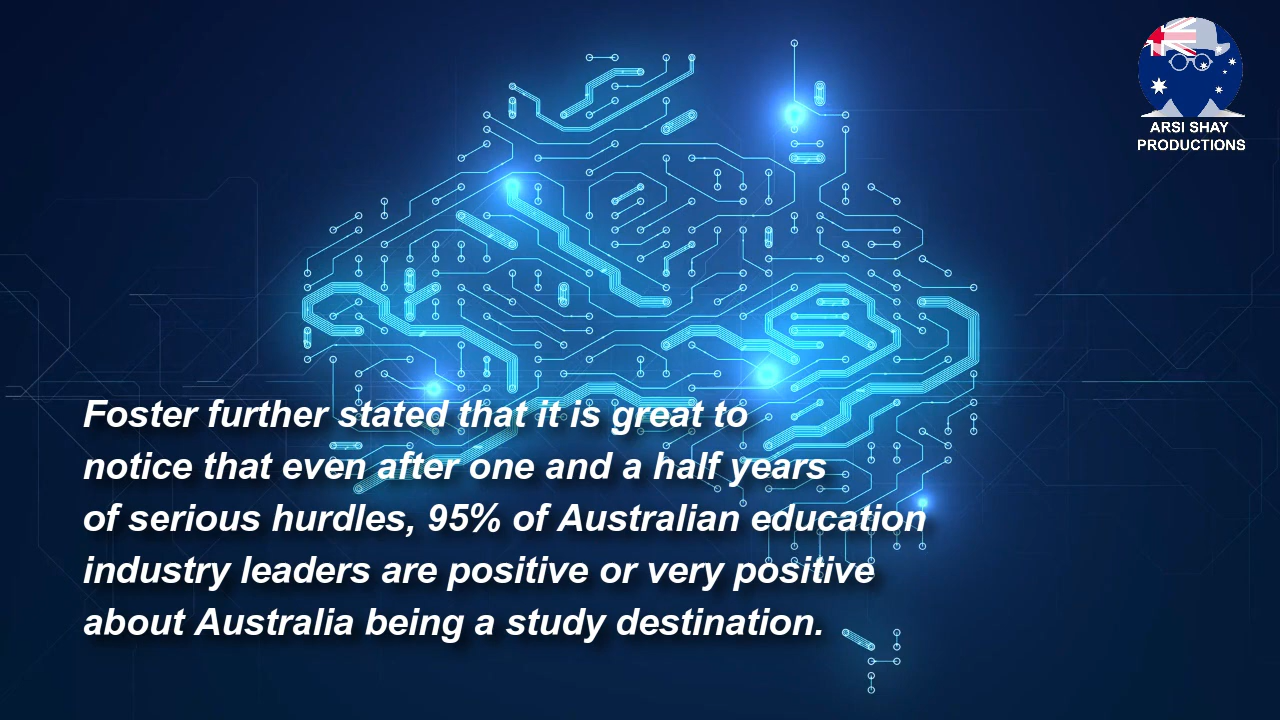 ARSI SHAY
PRODUCTIONS
Foster further stated that it is great to
notice that even after one and a half years
of serious hurdles, 95% of Australian education
industry leaders are positive or very positive
about Australia being a study destination.